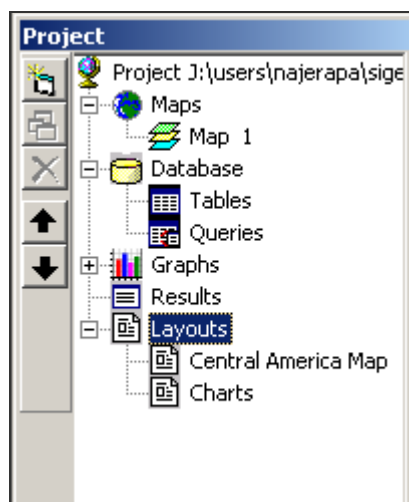 Project
Project J:\users\najerapa\sige
Maps
Map 1
Database
Tables
Queries
Graphs
Results
Layouts
Central America Map
Charts